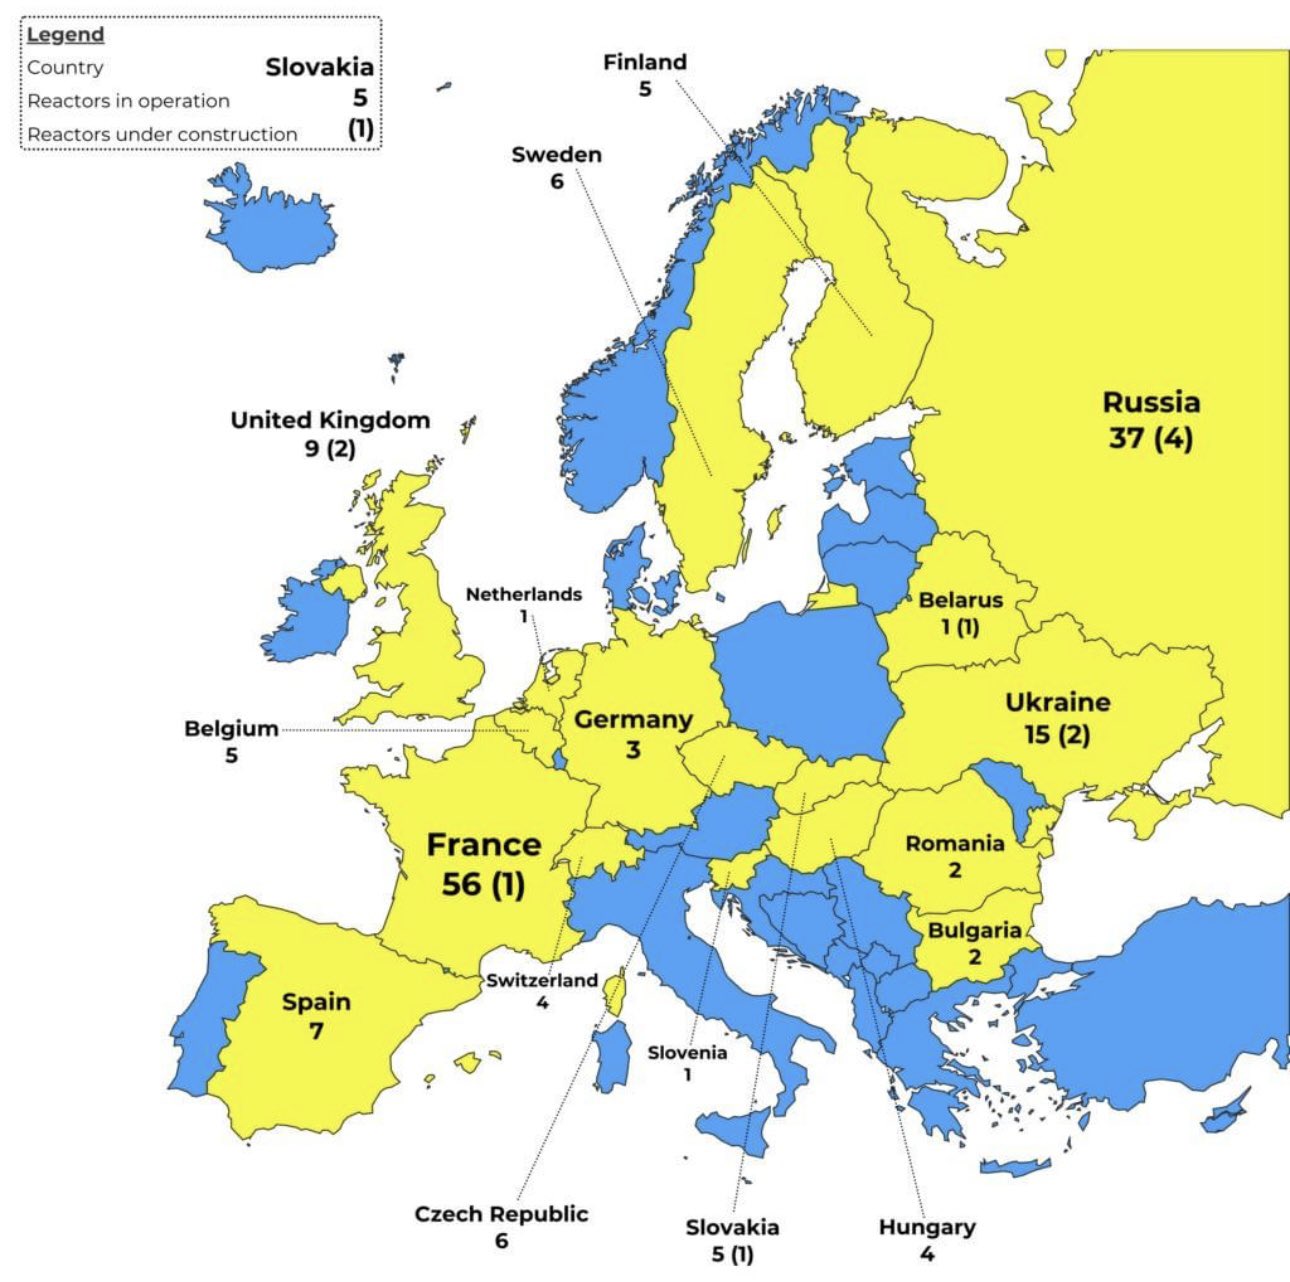 Legend
Country Slovakia
Reactors in operation 5
Reactors under construction (1)
Finland
5
Sweden
6
United Kingdom
9 (2)
Russia
37 (4)
Netherlands
1
Belarus
1 (1)
Belgium
5
Germany
3
Ukraine
15 (2)
France
56 (1)
Romania
2
Bulgaria
2
Switzerland
4
Spain
7
Slovenia
1
Czech Republic
6
Slovakia
5 (1)
Hungary
4